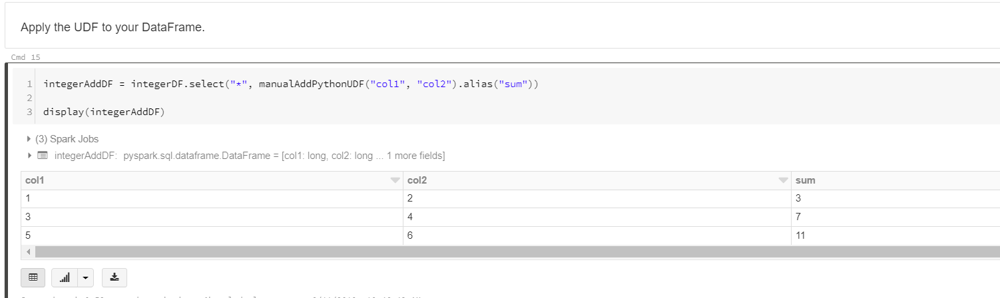 Apply the UDF to your DataFrame.
Cmd 15
1 integerAddDF = integerDF.select("*", manualAddPythonUDF("col1", "col2").alias("sum"))
2
3 display(integerAddDF)
(3) Spark Jobs
integerAddDF: pyspark.sql.dataframe.DataFrame = [col1: long, col2: long ... 1 more fields]
col1 col2 sum
1 2 3
3 4 7
5 6 11